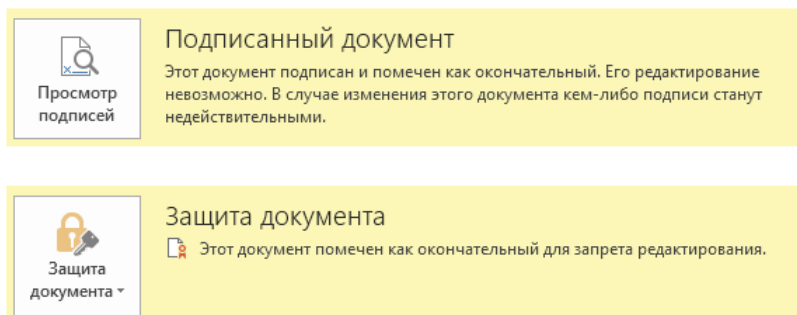 Подписанный документ
Этот документ подписан и помечен как окончательный. Его редактирование
невозможно. В случае изменения этого документа кем-либо подписи станут
недействительными.
Просмотр
подписей
Защита документа
Этот документ помечен как окончательный для запрета редактирования.
Защита
документа